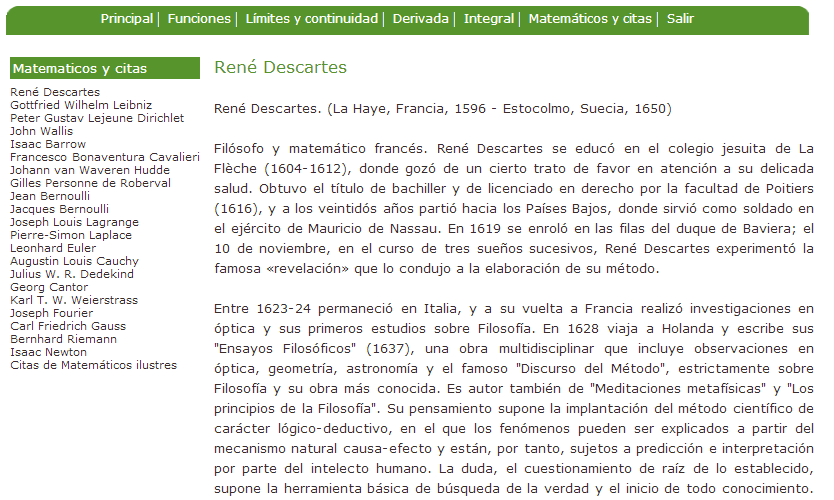 Principal | Funciones | Límites y continuidad | Derivada | Integral | Matemáticos y citas | Salir
Matematicos y citas
René Descartes
Gottfried Wilhelm Leibniz
Peter Gustav Lejeune Dirichlet
John Wallis
Isaac Barrow
Francesco Bonaventura Cavalieri
Johann van Waveren Hudde
Gilles Personne de Roberval
Jean Bernoulli
Jacques Bernoulli
Joseph Louis Lagrange
Pierre-Simon Laplace
Leonhard Euler
Augustin Louis Cauchy
Julius W. R. Dedekind
Georg Cantor
Karl T. W. Weierstrass
Joseph Fourier
Carl Friedrich Gauss
Bernhard Riemann
Isaac Newton
Citas de Matemáticos ilustres
René Descartes
René Descartes. (La Haye, Francia, 1596 - Estocolmo, Suecia, 1650)
Filósofo y matemático francés. René Descartes se educó en el colegio jesuita de La
Flèche (1604-1612), donde gozó de un cierto trato de favor en atención a su delicada
salud. Obtuvo el título de bachiller y de licenciado en derecho por la facultad de Poitiers
(1616), y a los veintidós años partió hacia los Países Bajos, donde sirvió como soldado en
el ejército de Mauricio de Nassau. En 1619 se enroló en las filas del duque de Baviera; el
10 de noviembre, en el curso de tres sueños sucesivos, René Descartes experimentó la
famosa «revelación» que lo condujo a la elaboración de su método.
Entre 1623-24 permaneció en Italia, y a su vuelta a Francia realizó investigaciones en
óptica y sus primeros estudios sobre Filosofía. En 1628 viaja a Holanda y escribe sus
"Ensayos Filosóficos" (1637), una obra multidisciplinar que incluye observaciones en
óptica, geometría, astronomía y el famoso "Discurso del Método", estrictamente sobre
Filosofía y su obra más conocida. Es autor también de "Meditaciones metafísicas" y "Los
principios de la Filosofía". Su pensamiento supone la implantación del método científico de
carácter lógico-deductivo, en el que los fenómenos pueden ser explicados a partir del
mecanismo natural causa-efecto y están, por tanto, sujetos a predicción e interpretación
por parte del intelecto humano. La duda, el cuestionamiento de raíz de lo establecido,
supone la herramienta básica de búsqueda de la verdad y el inicio de todo conocimiento.